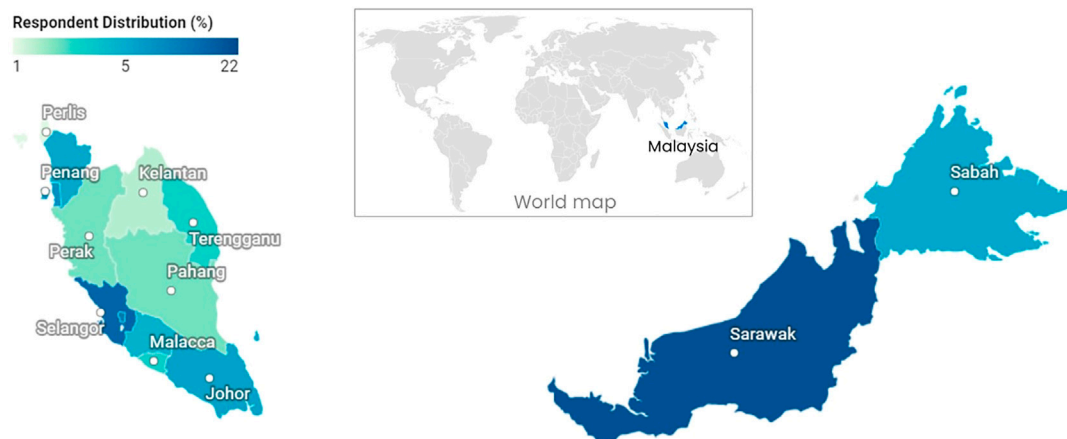 Respondent Distribution (%)
1 5 22
Perlis
Penang
Kelantan
Terengganu
Perak
Pahang
Selangor
Malacca
Johor
Malaysia
World map
Sabah
Sarawak